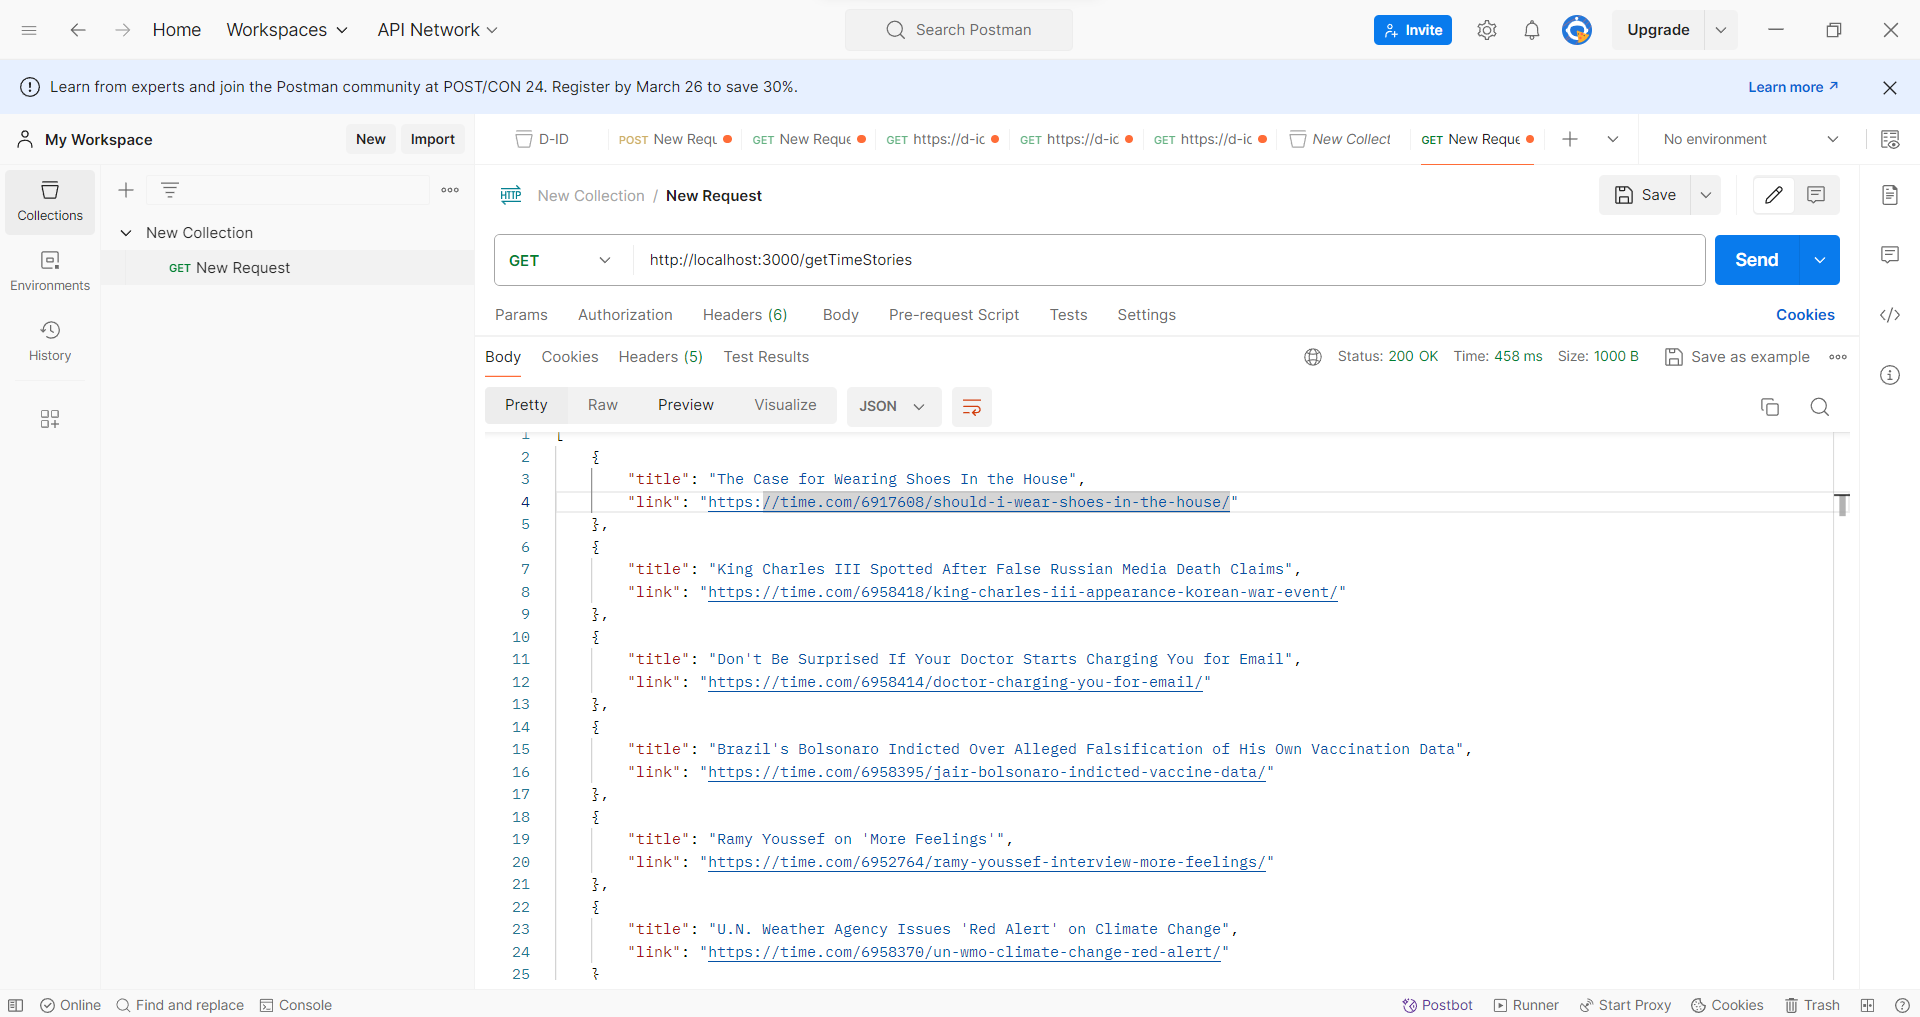 Home Workspaces API Network Search Postman Invite Upgrade
Learn from experts and join the Postman community at POST/CON 24. Register by March 26 to save 30%. Learn more
My Workspace New Import
D-ID POST New Requ GET New Reque GET https://d-ic GET https://d-ic GET https://d-ic New Collect GET New Reque No environment
Collections
Environments
History
New Collection
GET New Request
HTTP New Collection / New Request Save
GET http://localhost:3000/getTimeStories Send
Params Authorization Headers (6) Body Pre-request Script Tests Settings Cookies
Body Cookies Headers (5) Test Results Status: 200 OK Time: 458 ms Size: 1000 B Save as example
Pretty Raw Preview Visualize JSON
1 [
2 {
3 "title": "The Case for Wearing Shoes In the House",
4 "link": "https://time.com/6917608/should-i-wear-shoes-in-the-house/"
5 },
6 {
7 "title": "King Charles III Spotted After False Russian Media Death Claims",
8 "link": "https://time.com/6958418/king-charles-iii-appearance-korean-war-event/"
9 },
10 {
11 "title": "Don't Be Surprised If Your Doctor Starts Charging You for Email",
12 "link": "https://time.com/6958414/doctor-charging-you-for-email/"
13 },
14 {
15 "title": "Brazil's Bolsonaro Indicted Over Alleged Falsification of His Own Vaccination Data",
16 "link": "https://time.com/6958395/jair-bolsonaro-indicted-vaccine-data/"
17 },
18 {
19 "title": "Ramy Youssef on 'More Feelings'",
20 "link": "https://time.com/6952764/ramy-youssef-interview-more-feelings/"
21 },
22 {
23 "title": "U.N. Weather Agency Issues 'Red Alert' on Climate Change",
24 "link": "https://time.com/6958370/un-wmo-climate-change-red-alert/"
25 }
Online Find and replace Console Postbot Runner Start Proxy Cookies Trash